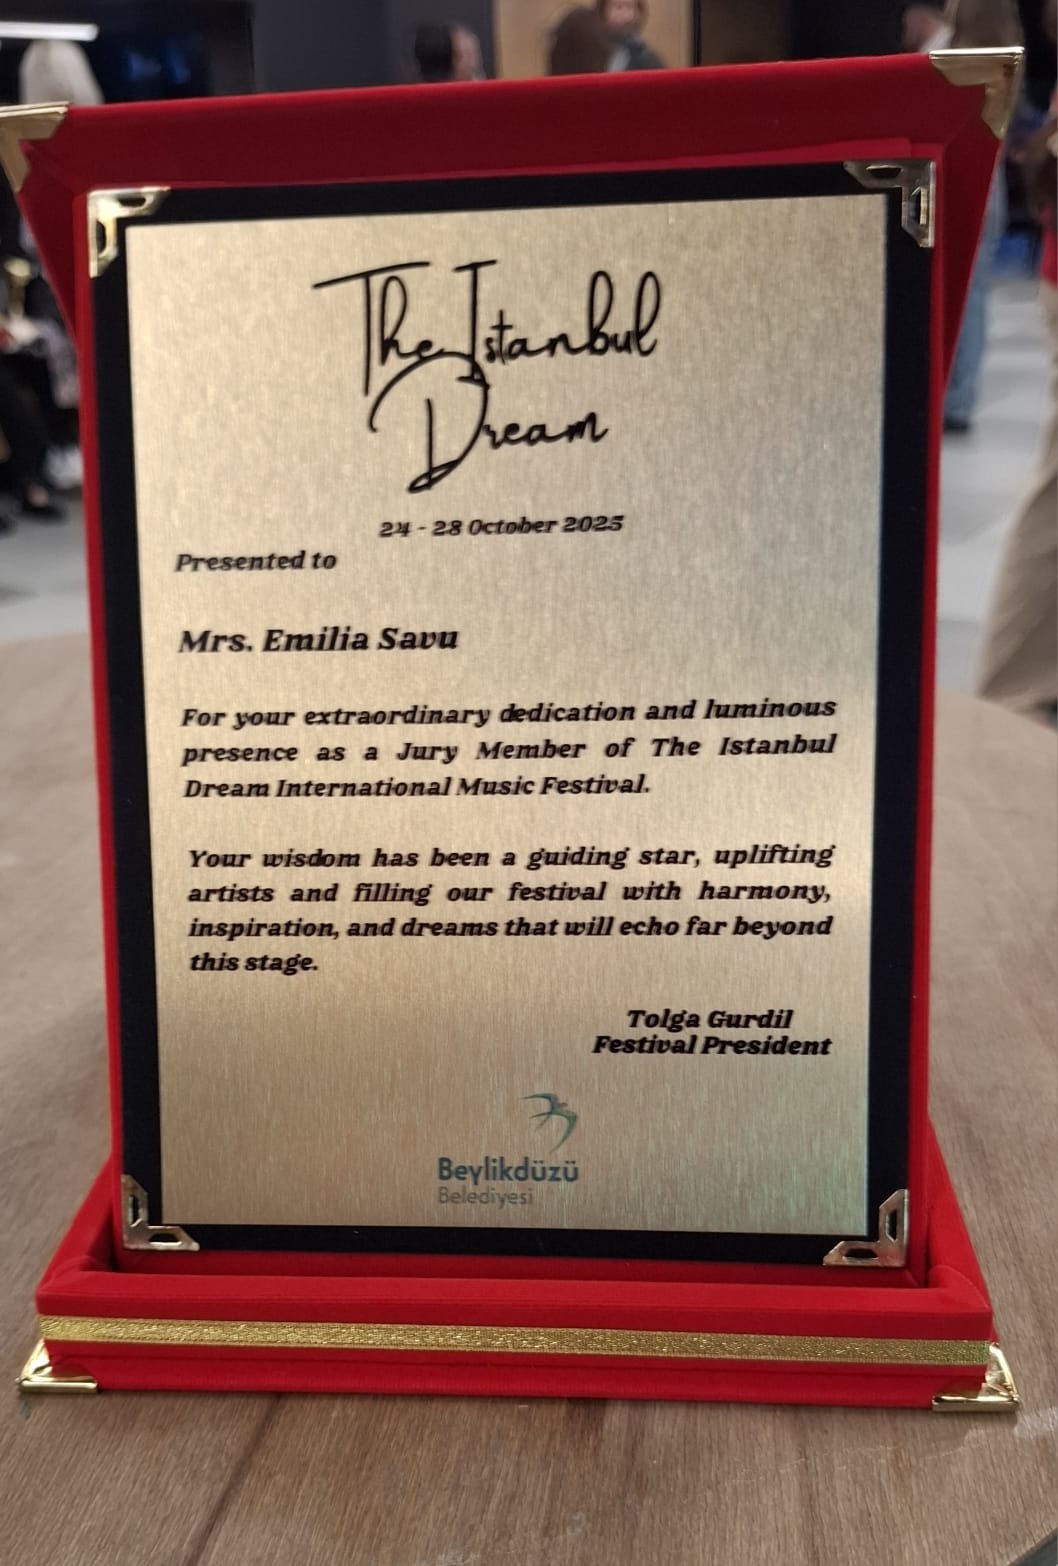 The Istanbul
Dream
24 - 28 October 2025
Presented to
Mrs. Emilia Savu
For your extraordinary dedication and luminous
presence as a Jury Member of The Istanbul
Dream International Music Festival.
Your wisdom has been a guiding star, uplifting
artists and filling our festival with harmony,
inspiration, and dreams that will echo far beyond
this stage.
Tolga Gurdil
Festival President
Beylikdüzü
Belediyesi